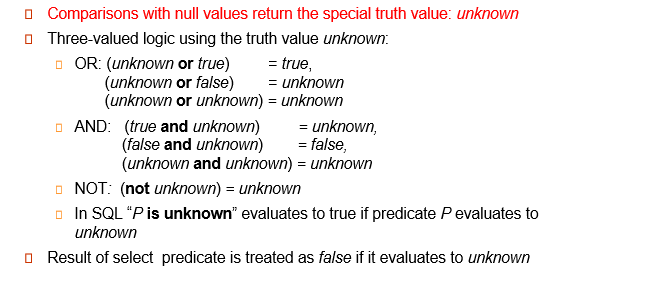 Comparisons with null values return the special truth value: unknown
Three-valued logic using the truth value unknown:
OR: (unknown or true) = true,
(unknown or false) = unknown
(unknown or unknown) = unknown
AND: (true and unknown) = unknown,
(false and unknown) = false,
(unknown and unknown) = unknown
NOT: (not unknown) = unknown
In SQL “P is unknown” evaluates to true if predicate P evaluates to
unknown
Result of select predicate is treated as false if it evaluates to unknown